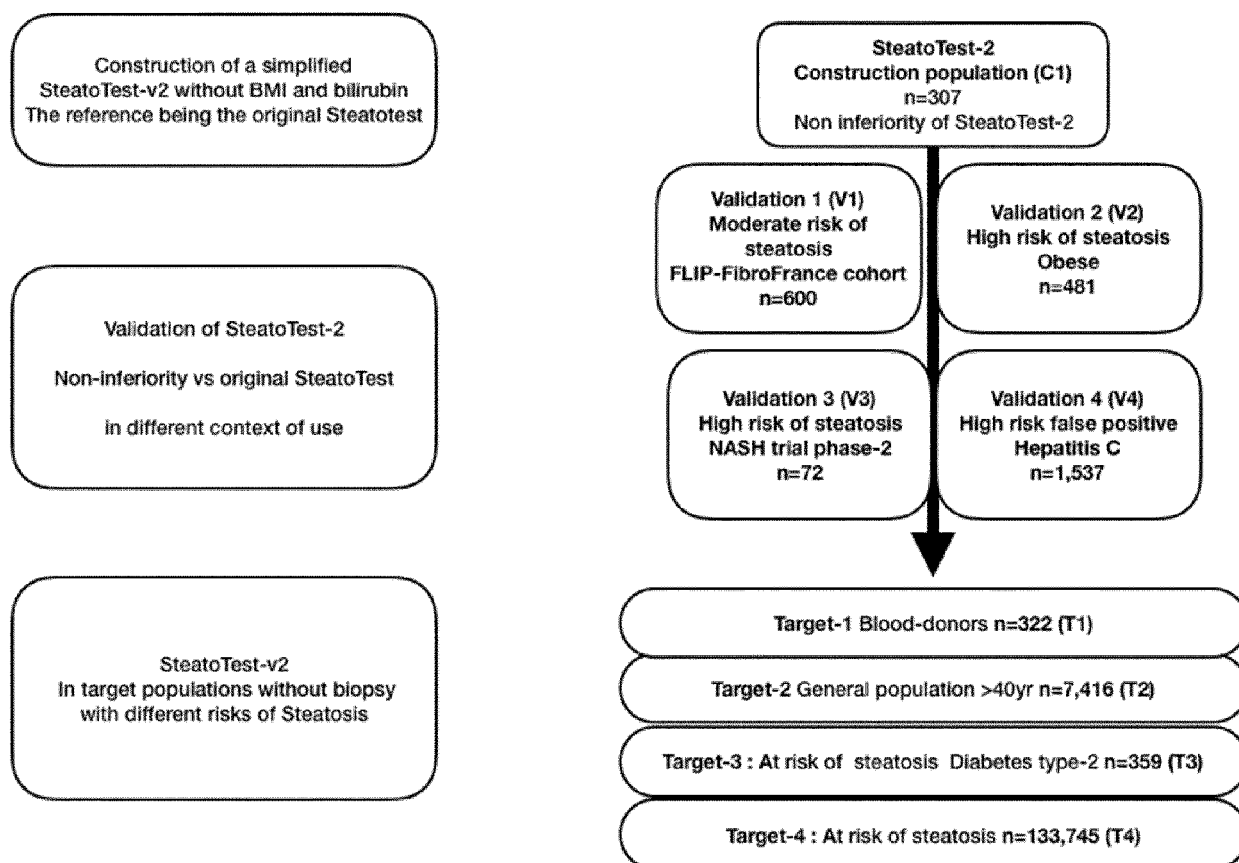 Construction of a simplified
SteatoTest-v2 without BMI and bilirubin
The reference being the original Steatotest
SteatoTest-2
Construction population (C1)
n=307
Non inferiority of SteatoTest-2
Validation 1 (V1)
Moderate risk of
steatosis
FLIP-FibroFrance cohort
n=600
Validation 2 (V2)
High risk of steatosis
Obese
n=481
Validation of SteatoTest-2
Non-inferiority vs original SteatoTest
in different context of use
Validation 3 (V3)
High risk of steatosis
NASH trial phase-2
n=72
Validation 4 (V4)
High risk false positive
Hepatitis C
n=1,537
SteatoTest-v2
In target populations without biopsy
with different risks of Steatosis
Target-1 Blood-donors n=322 (T1)
Target-2 General population >40yr n=7,416 (T2)
Target-3 : At risk of steatosis Diabetes type-2 n=359 (T3)
Target-4 : At risk of steatosis n=133,745 (T4)